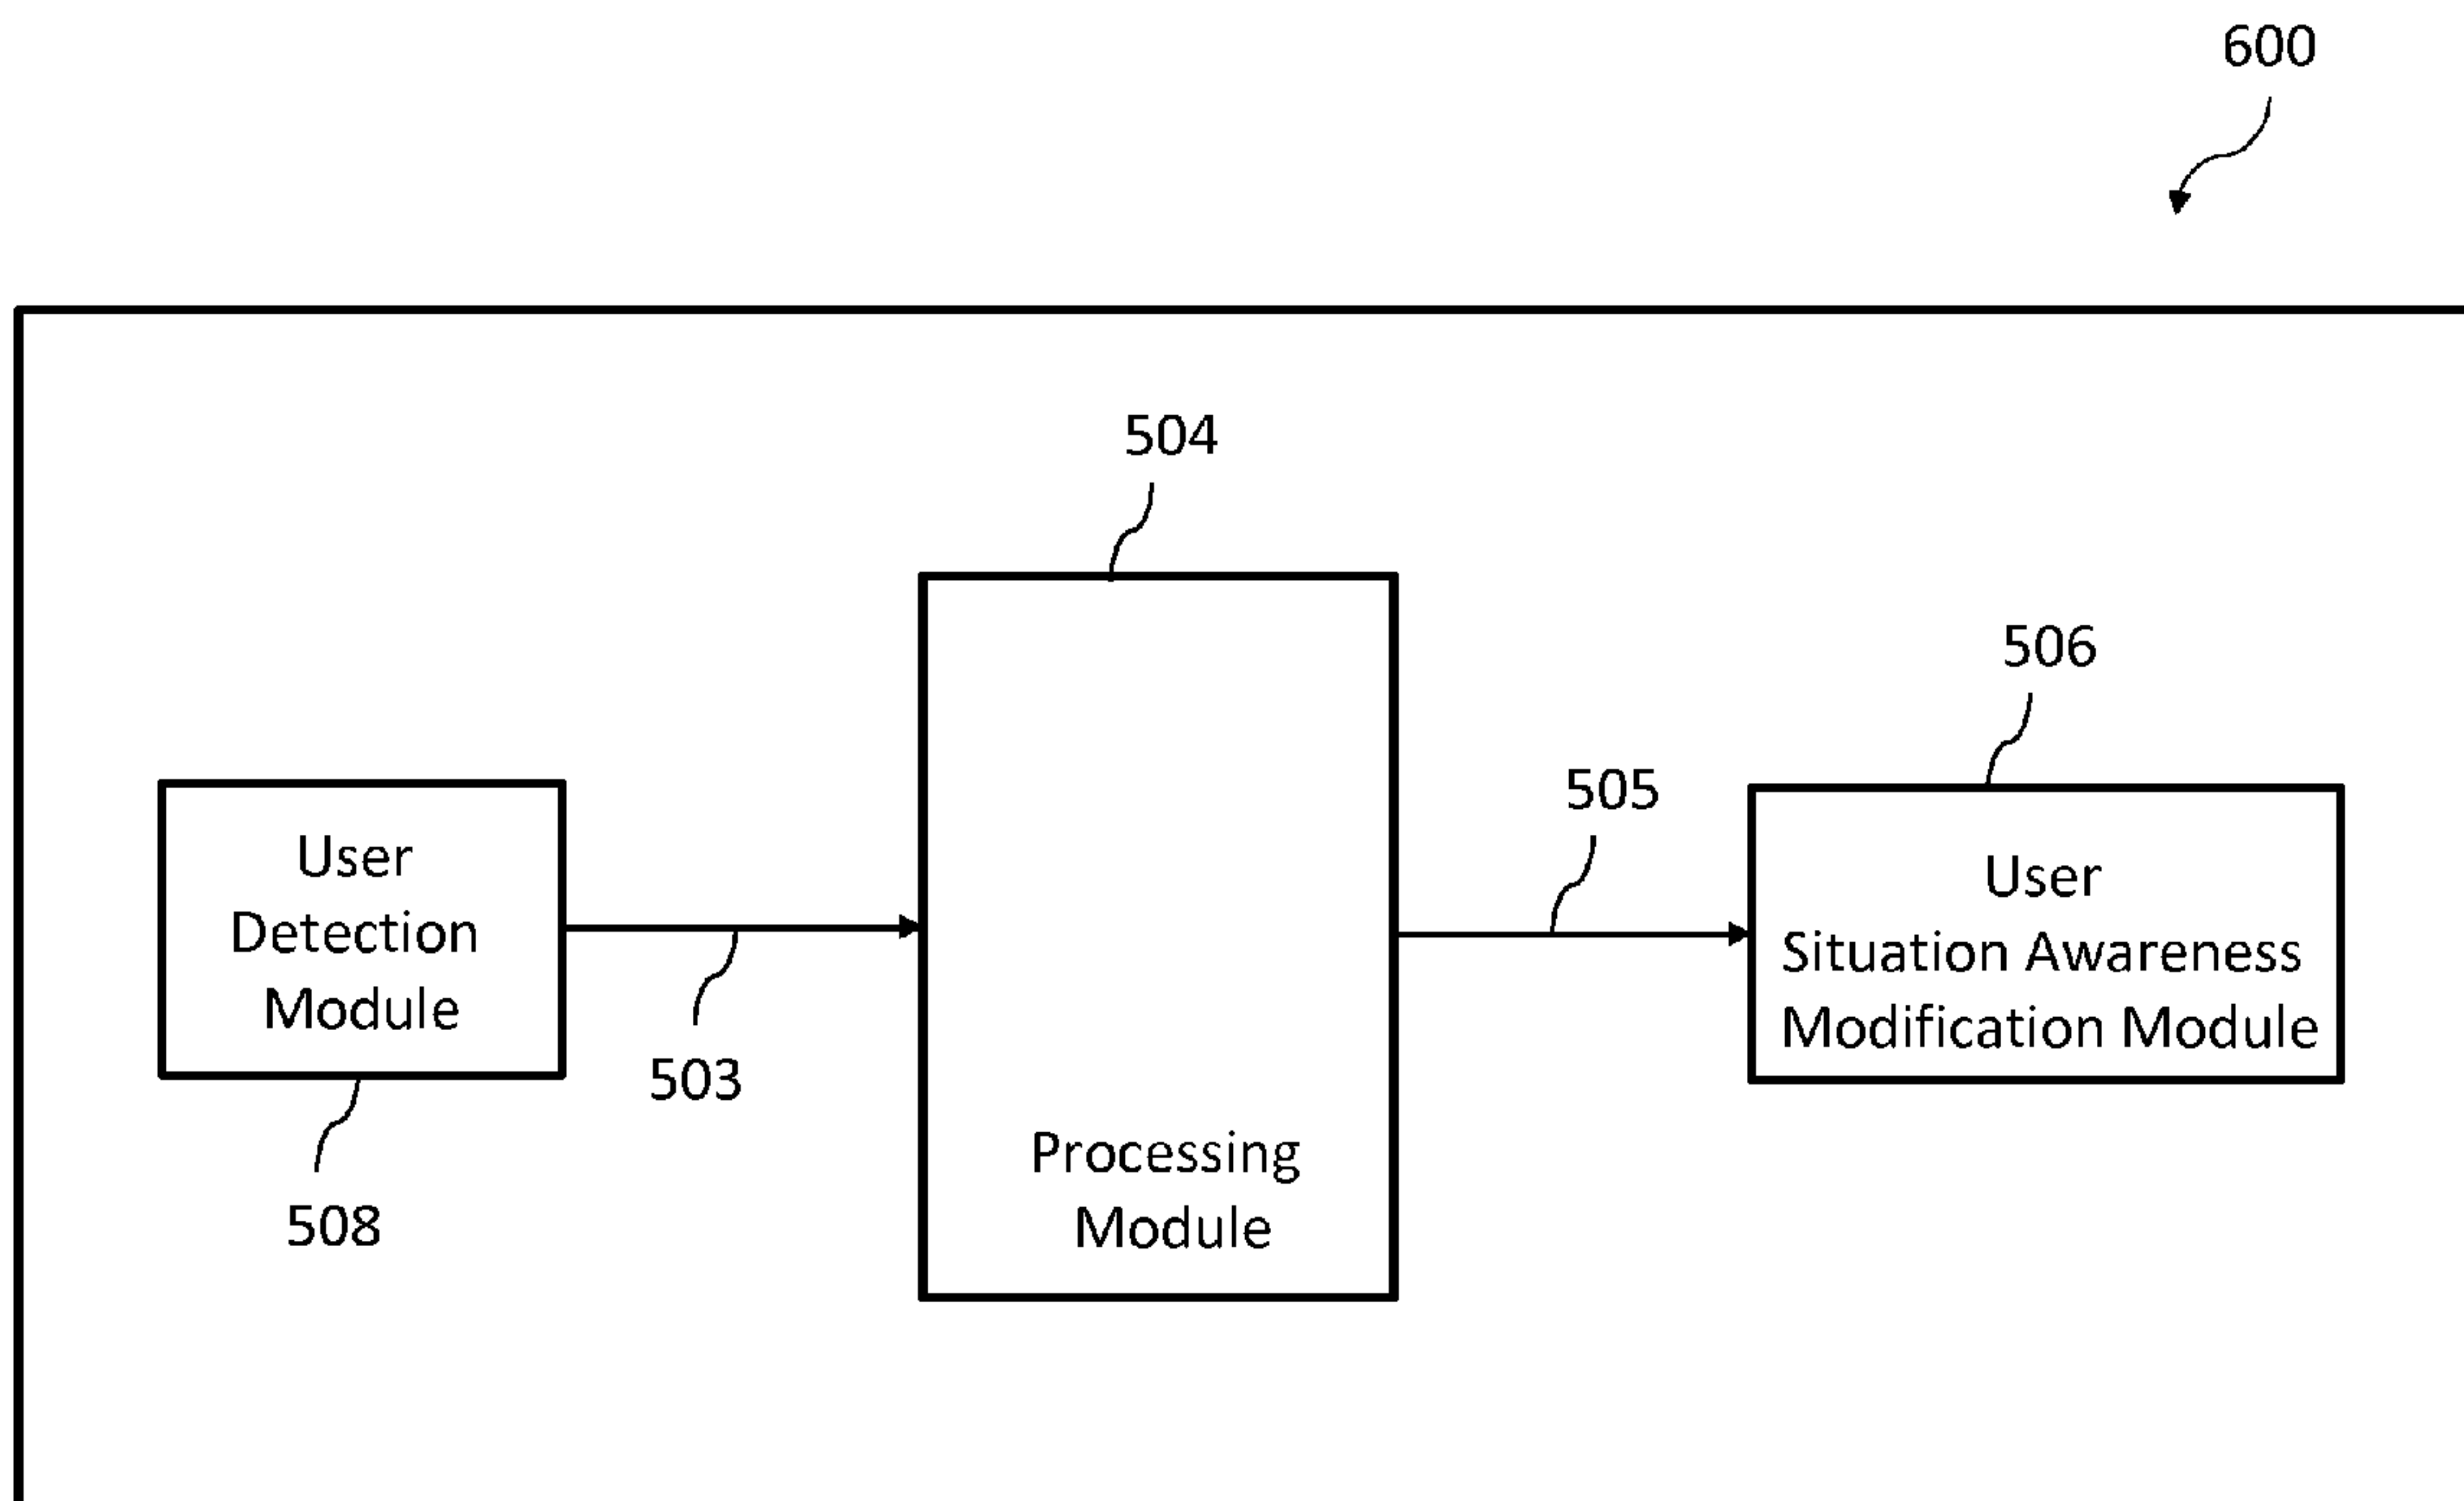 600
504
506
505
User
Detection
Module
User
Situation Awareness
Modification Module
503
Processing
Module
508